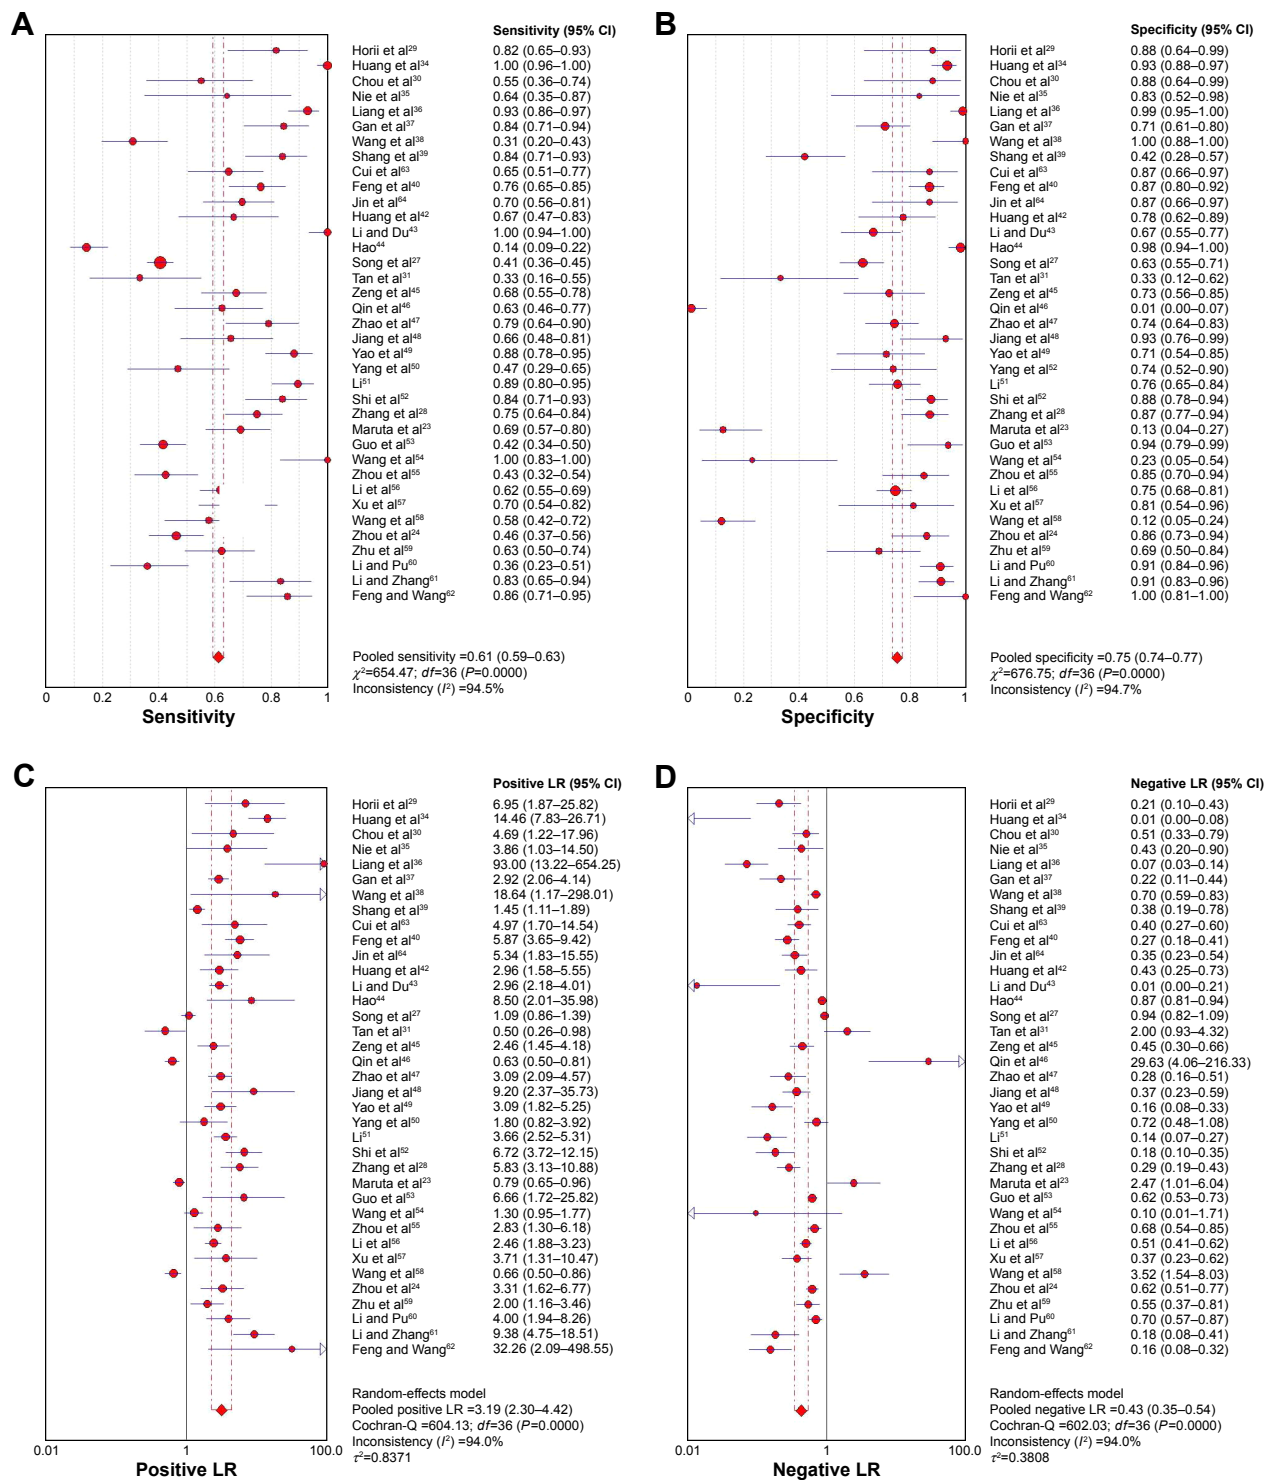 A
Sensitivity (95% CI)
Horii et al²⁹ 0.82 (0.65–0.93)
Huang et al³⁴ 1.00 (0.96–1.00)
Chou et al³⁰ 0.55 (0.36–0.74)
Nie et al³⁵ 0.64 (0.35–0.87)
Liang et al³⁶ 0.93 (0.86–0.97)
Gan et al³⁷ 0.84 (0.71–0.94)
Wang et al³⁸ 0.31 (0.20–0.43)
Shang et al³⁹ 0.84 (0.71–0.93)
Cui et al⁶³ 0.65 (0.51–0.77)
Feng et al⁴⁰ 0.76 (0.65–0.85)
Jin et al⁶⁴ 0.70 (0.56–0.81)
Huang et al⁴² 0.67 (0.47–0.83)
Li and Du⁴³ 1.00 (0.94–1.00)
Hao⁴⁴ 0.14 (0.09–0.22)
Song et al²⁷ 0.41 (0.36–0.45)
Tan et al³¹ 0.33 (0.16–0.55)
Zeng et al⁴⁵ 0.68 (0.55–0.78)
Qin et al⁴⁶ 0.63 (0.46–0.77)
Zhao et al⁴⁷ 0.79 (0.64–0.90)
Jiang et al⁴⁸ 0.66 (0.48–0.81)
Yao et al⁴⁹ 0.88 (0.78–0.95)
Yang et al⁵⁰ 0.47 (0.29–0.65)
Li⁵¹ 0.89 (0.80–0.95)
Shi et al⁵² 0.84 (0.71–0.93)
Zhang et al²⁸ 0.75 (0.64–0.84)
Maruta et al²³ 0.69 (0.57–0.80)
Guo et al⁵³ 0.42 (0.34–0.50)
Wang et al⁵⁴ 1.00 (0.83–1.00)
Zhou et al⁵⁵ 0.43 (0.32–0.54)
Li et al⁵⁶ 0.62 (0.55–0.69)
Xu et al⁵⁷ 0.70 (0.54–0.82)
Wang et al⁵⁸ 0.58 (0.42–0.72)
Zhou et al²⁴ 0.46 (0.37–0.56)
Zhu et al⁵⁹ 0.63 (0.50–0.74)
Li and Pu⁶⁰ 0.36 (0.23–0.51)
Li and Zhang⁶¹ 0.83 (0.65–0.94)
Feng and Wang⁶² 0.86 (0.71–0.95)
Pooled sensitivity =0.61 (0.59–0.63)
χ²=654.47; df=36 (P=0.0000)
Inconsistency (I²) =94.5%
0 0.2 0.4 0.6 0.8 1
Sensitivity
B
Specificity (95% CI)
Horii et al²⁹ 0.88 (0.64–0.99)
Huang et al³⁴ 0.93 (0.88–0.97)
Chou et al³⁰ 0.88 (0.64–0.99)
Nie et al³⁵ 0.83 (0.52–0.98)
Liang et al³⁶ 0.99 (0.95–1.00)
Gan et al³⁷ 0.71 (0.61–0.80)
Wang et al³⁸ 1.00 (0.88–1.00)
Shang et al³⁹ 0.42 (0.28–0.57)
Cui et al⁶³ 0.87 (0.66–0.97)
Feng et al⁴⁰ 0.87 (0.80–0.92)
Jin et al⁶⁴ 0.87 (0.66–0.97)
Huang et al⁴² 0.78 (0.62–0.89)
Li and Du⁴³ 0.67 (0.55–0.77)
Hao⁴⁴ 0.98 (0.94–1.00)
Song et al²⁷ 0.63 (0.55–0.71)
Tan et al³¹ 0.33 (0.12–0.62)
Zeng et al⁴⁵ 0.73 (0.56–0.85)
Qin et al⁴⁶ 0.01 (0.00–0.07)
Zhao et al⁴⁷ 0.74 (0.64–0.83)
Jiang et al⁴⁸ 0.93 (0.76–0.99)
Yao et al⁴⁹ 0.71 (0.54–0.85)
Yang et al⁵² 0.74 (0.52–0.90)
Li⁵¹ 0.76 (0.65–0.84)
Shi et al⁵² 0.88 (0.78–0.94)
Zhang et al²⁸ 0.87 (0.77–0.94)
Maruta et al²³ 0.13 (0.04–0.27)
Guo et al⁵³ 0.94 (0.79–0.99)
Wang et al⁵⁴ 0.23 (0.05–0.54)
Zhou et al⁵⁵ 0.85 (0.70–0.94)
Li et al⁵⁶ 0.75 (0.68–0.81)
Xu et al⁵⁷ 0.81 (0.54–0.96)
Wang et al⁵⁸ 0.12 (0.05–0.24)
Zhou et al²⁴ 0.86 (0.73–0.94)
Zhu et al⁵⁹ 0.69 (0.50–0.84)
Li and Pu⁶⁰ 0.91 (0.84–0.96)
Li and Zhang⁶¹ 0.91 (0.83–0.96)
Feng and Wang⁶² 1.00 (0.81–1.00)
Pooled specificity =0.75 (0.74–0.77)
χ²=676.75; df=36 (P=0.0000)
Inconsistency (I²) =94.7%
0 0.2 0.4 0.6 0.8 1
Specificity
C
Positive LR (95% CI)
Horii et al²⁹ 6.95 (1.87–25.82)
Huang et al³⁴ 14.46 (7.83–26.71)
Chou et al³⁰ 4.69 (1.22–17.96)
Nie et al³⁵ 3.86 (1.03–14.50)
Liang et al³⁶ 93.00 (13.22–654.25)
Gan et al³⁷ 2.92 (2.06–4.14)
Wang et al³⁸ 18.64 (1.17–298.01)
Shang et al³⁹ 1.45 (1.11–1.89)
Cui et al⁶³ 4.97 (1.70–14.54)
Feng et al⁴⁰ 5.87 (3.65–9.42)
Jin et al⁶⁴ 5.34 (1.83–15.55)
Huang et al⁴² 2.96 (1.58–5.55)
Li and Du⁴³ 2.96 (2.18–4.01)
Hao⁴⁴ 8.50 (2.01–35.98)
Song et al²⁷ 1.09 (0.86–1.39)
Tan et al³¹ 0.50 (0.26–0.98)
Zeng et al⁴⁵ 2.46 (1.45–4.18)
Qin et al⁴⁶ 0.63 (0.50–0.81)
Zhao et al⁴⁷ 3.09 (2.09–4.57)
Jiang et al⁴⁸ 9.20 (2.37–35.73)
Yao et al⁴⁹ 3.09 (1.82–5.25)
Yang et al⁵⁰ 1.80 (0.82–3.92)
Li⁵¹ 3.66 (2.52–5.31)
Shi et al⁵² 6.72 (3.72–12.15)
Zhang et al²⁸ 5.83 (3.13–10.88)
Maruta et al²³ 0.79 (0.65–0.96)
Guo et al⁵³ 6.66 (1.72–25.82)
Wang et al⁵⁴ 1.30 (0.95–1.77)
Zhou et al⁵⁵ 2.83 (1.30–6.18)
Li et al⁵⁶ 2.46 (1.88–3.23)
Xu et al⁵⁷ 3.71 (1.31–10.47)
Wang et al⁵⁸ 0.66 (0.50–0.86)
Zhou et al²⁴ 3.31 (1.62–6.77)
Zhu et al⁵⁹ 2.00 (1.16–3.46)
Li and Pu⁶⁰ 4.00 (1.94–8.26)
Li and Zhang⁶¹ 9.38 (4.75–18.51)
Feng and Wang⁶² 32.26 (2.09–498.55)
Random-effects model
Pooled positive LR =3.19 (2.30–4.42)
Cochran-Q =604.13; df=36 (P=0.0000)
Inconsistency (I²) =94.0%
τ²=0.8371
0.01 1 100.0
Positive LR
D
Negative LR (95% CI)
Horii et al²⁹ 0.21 (0.10–0.43)
Huang et al³⁴ 0.01 (0.00–0.08)
Chou et al³⁰ 0.51 (0.33–0.79)
Nie et al³⁵ 0.43 (0.20–0.90)
Liang et al³⁶ 0.07 (0.03–0.14)
Gan et al³⁷ 0.22 (0.11–0.44)
Wang et al³⁸ 0.70 (0.59–0.83)
Shang et al³⁹ 0.38 (0.19–0.78)
Cui et al⁶³ 0.40 (0.27–0.60)
Feng et al⁴⁰ 0.27 (0.18–0.41)
Jin et al⁶⁴ 0.35 (0.23–0.54)
Huang et al⁴² 0.43 (0.25–0.73)
Li and Du⁴³ 0.01 (0.00–0.21)
Hao⁴⁴ 0.87 (0.81–0.94)
Song et al²⁷ 0.94 (0.82–1.09)
Tan et al³¹ 2.00 (0.93–4.32)
Zeng et al⁴⁵ 0.45 (0.30–0.66)
Qin et al⁴⁶ 29.63 (4.06–216.33)
Zhao et al⁴⁷ 0.28 (0.16–0.51)
Jiang et al⁴⁸ 0.37 (0.23–0.59)
Yao et al⁴⁹ 0.16 (0.08–0.33)
Yang et al⁵⁰ 0.72 (0.48–1.08)
Li⁵¹ 0.14 (0.07–0.27)
Shi et al⁵² 0.18 (0.10–0.35)
Zhang et al²⁸ 0.29 (0.19–0.43)
Maruta et al²³ 2.47 (1.01–6.04)
Guo et al⁵³ 0.62 (0.53–0.73)
Wang et al⁵⁴ 0.10 (0.01–1.71)
Zhou et al⁵⁵ 0.68 (0.54–0.85)
Li et al⁵⁶ 0.51 (0.41–0.62)
Xu et al⁵⁷ 0.37 (0.23–0.62)
Wang et al⁵⁸ 3.52 (1.54–8.03)
Zhou et al²⁴ 0.62 (0.51–0.77)
Zhu et al⁵⁹ 0.55 (0.37–0.81)
Li and Pu⁶⁰ 0.70 (0.57–0.87)
Li and Zhang⁶¹ 0.18 (0.08–0.41)
Feng and Wang⁶² 0.16 (0.08–0.32)
Random-effects model
Pooled negative LR =0.43 (0.35–0.54)
Cochran-Q =602.03; df=36 (P=0.0000)
Inconsistency (I²) =94.0%
τ²=0.3808
0.01 1 100.0
Negative LR